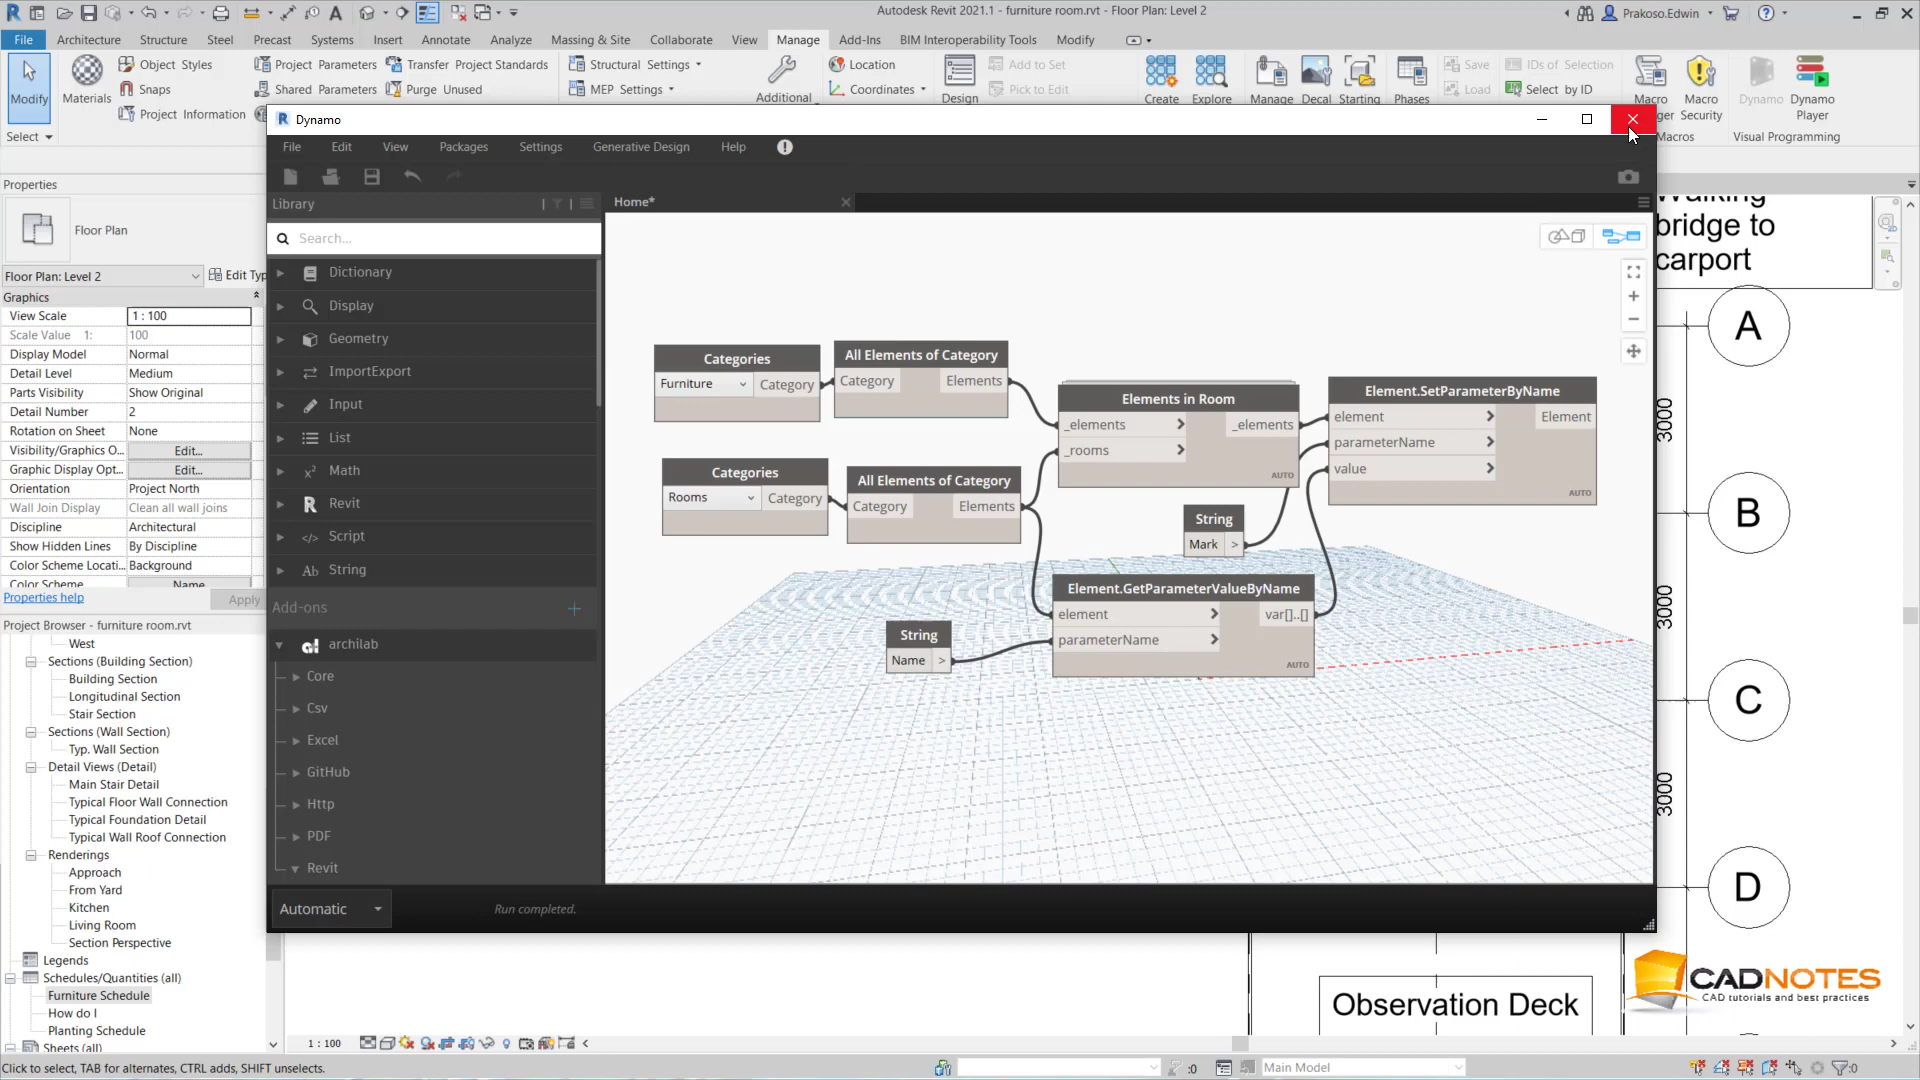 Autodesk Revit 2021.1 - furniture room.rvt - Floor Plan: Level 2
Prakoso.Edwin
File Architecture Structure Steel Precast Systems Insert Annotate Analyze Massing & Site Collaborate View Manage Add-Ins BIM Interoperability Tools Modify
Modify
Materials
Object Styles
Snaps
Project Information
Project Parameters
Shared Parameters
Transfer Project Standards
Purge Unused
Structural Settings
MEP Settings
Additional
Location
Coordinates
Design
Add to Set
Pick to Edit
Create
Explore
Manage
Decal
Starting
Phases
Save
Load
IDs of Selection
Select by ID
Macro
Macro
Security
Dynamo
Dynamo
Player
Select
Visual Programming
Dynamo
File Edit View Packages Settings Generative Design Help
Library
Home*
Search...
Dictionary
Display
Geometry
ImportExport
Input
List
Math
Revit
Script
String
Add-ons
archilab
Core
Csv
Excel
GitHub
Http
PDF
Revit
Automatic
Run completed.
Categories
Furniture
Category
All Elements of Category
Category Elements
Categories
Rooms
Category
All Elements of Category
Category Elements
Elements in Room
_elements _elements
_rooms
AUTO
Element.SetParameterByName
element Element
parameterName
value
AUTO
String
Mark >
Element.GetParameterValueByName
element var[]..[]
parameterName
AUTO
String
Name >
Properties
Floor Plan
Floor Plan: Level 2
Edit Typ
Graphics
View Scale 1 : 100
Scale Value 1: 100
Display Model Normal
Detail Level Medium
Parts Visibility Show Original
Detail Number 2
Rotation on Sheet None
Visibility/Graphics O... Edit...
Graphic Display Opt... Edit...
Orientation Project North
Wall Join Display Clean all wall joins
Discipline Architectural
Show Hidden Lines By Discipline
Color Scheme Locati... Background
Color Scheme Name
Properties help Apply
Project Browser - furniture room.rvt
West
Sections (Building Section)
Building Section
Longitudinal Section
Stair Section
Sections (Wall Section)
Typ. Wall Section
Detail Views (Detail)
Main Stair Detail
Typical Floor Wall Connection
Typical Foundation Detail
Typical Wall Roof Connection
Renderings
Approach
From Yard
Kitchen
Living Room
Section Perspective
Legends
Schedules/Quantities (all)
Furniture Schedule
How do I
Planting Schedule
Sheets (all)
Walking
bridge to
carport
A
3000
B
3000
C
3000
D
Observation Deck
CADNOTES
CAD tutorials and best practices
1 : 100
Click to select, TAB for alternates, CTRL adds, SHIFT unselects.
:0
Main Model
:0